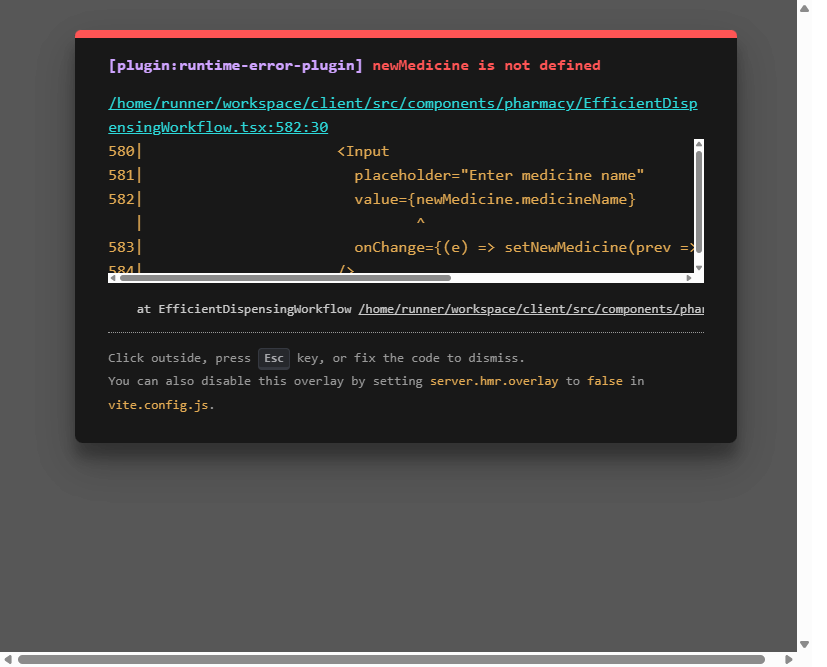 [plugin:runtime-error-plugin] newMedicine is not defined
/home/runner/workspace/client/src/components/pharmacy/EfficientDisp
ensingWorkflow.tsx:582:30
580|                       <Input
581|                         placeholder="Enter medicine name"
582|                         value={newMedicine.medicineName}
   |                                ^
583|                         onChange={(e) => setNewMedicine(prev =>
584|                       />
at EfficientDispensingWorkflow /home/runner/workspace/client/src/components/phar
Click outside, press Esc key, or fix the code to dismiss.
You can also disable this overlay by setting server.hmr.overlay to false in
vite.config.js.